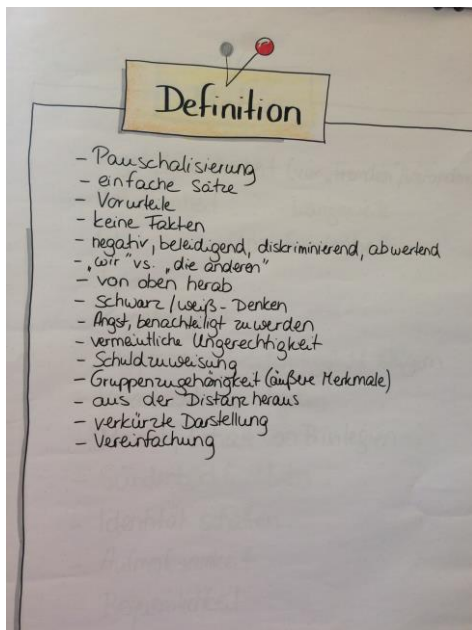 Definition
- Pauschalisierung
- einfache Sätze
- Vorurteile
- keine Fakten
- negativ, beleidigend, diskriminierend, abwertend
- „wir" vs. „die anderen"
- von oben herab
- Schwarz/weiß-Denken
- Angst, benachteiligt zu werden
- vermeintliche Ungerechtigkeit
- Schuldzuweisung
- Gruppenzugehörigkeit (äußere Merkmale)
- aus der Distanz heraus
- verkürzte Darstellung
- Vereinfachung